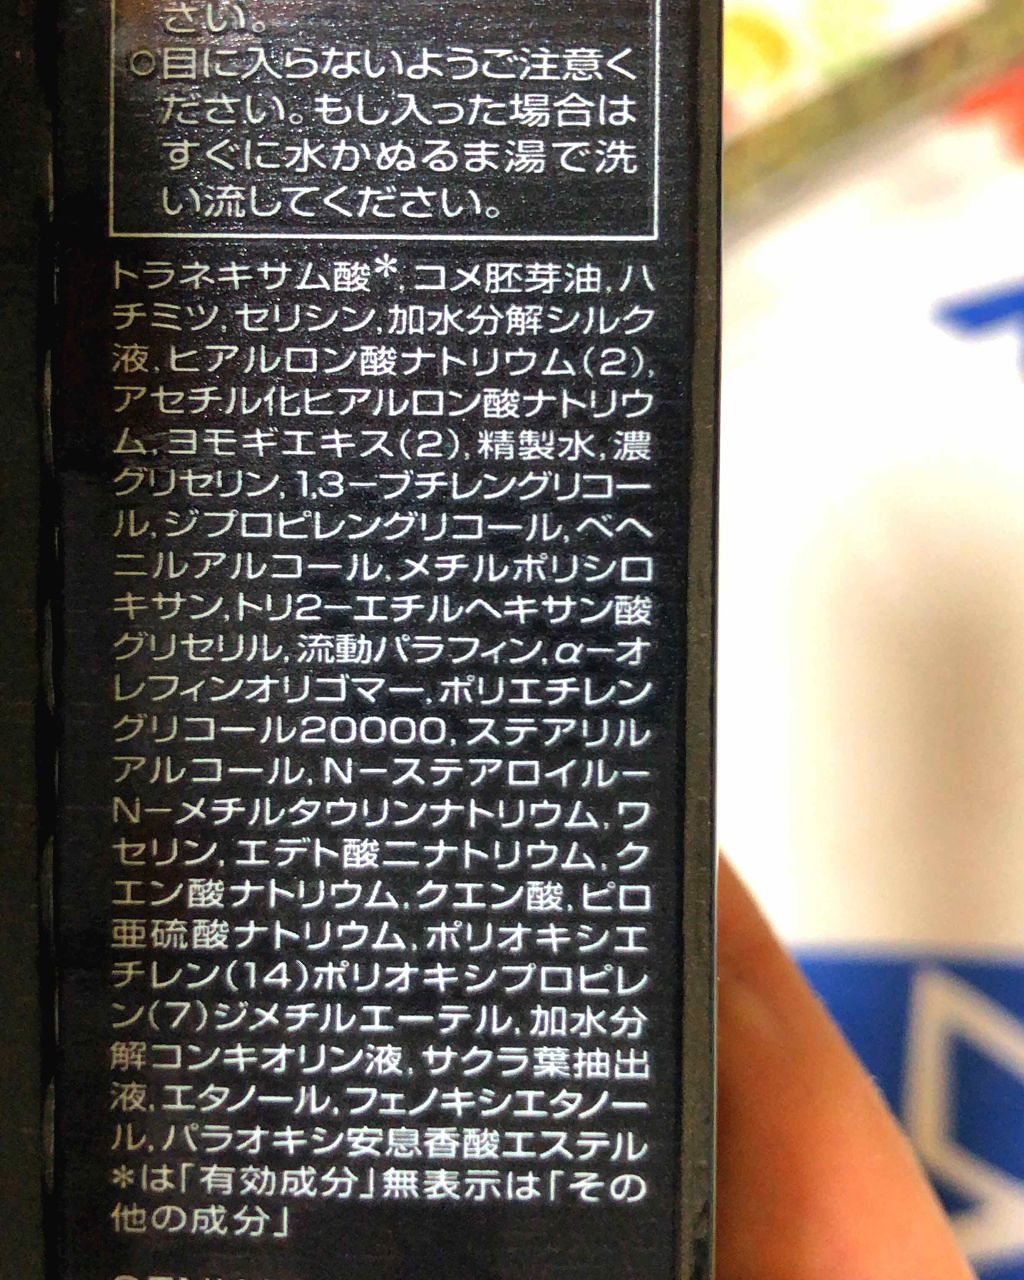 さい。
○目に入らないようご注意く
ださい。もし入った場合は
すぐに水かぬるま湯で洗
い流してください。
トラネキサム酸*,コメ胚芽油,ハ
チミツ,セリシン,加水分解シルク
液,ヒアルロン酸ナトリウム(2),
アセチル化ヒアルロン酸ナトリウ
ム,ヨモギエキス(2),精製水,濃
グリセリン,1,3-ブチレングリコー
ル,ジプロピレングリコール,ベヘ
ニルアルコール,メチルポリシロ
キサン,トリ2-エチルヘキサン酸
グリセリル,流動パラフィン,α-オ
レフィンオリゴマー,ポリエチレン
グリコール20000,ステアリル
アルコール,N-ステアロイル-
N-メチルタウリンナトリウム,ワ
セリン,エデト酸二ナトリウム,ク
エン酸ナトリウム,クエン酸,ピロ
亜硫酸ナトリウム,ポリオキシエ
チレン(14)ポリオキシプロピレ
ン(7)ジメチルエーテル,加水分
解コンキオリン液,サクラ葉抽出
液,エタノール,フェノキシエタノー
ル,パラオキシ安息香酸エステル
*は「有効成分」無表示は「その
他の成分」